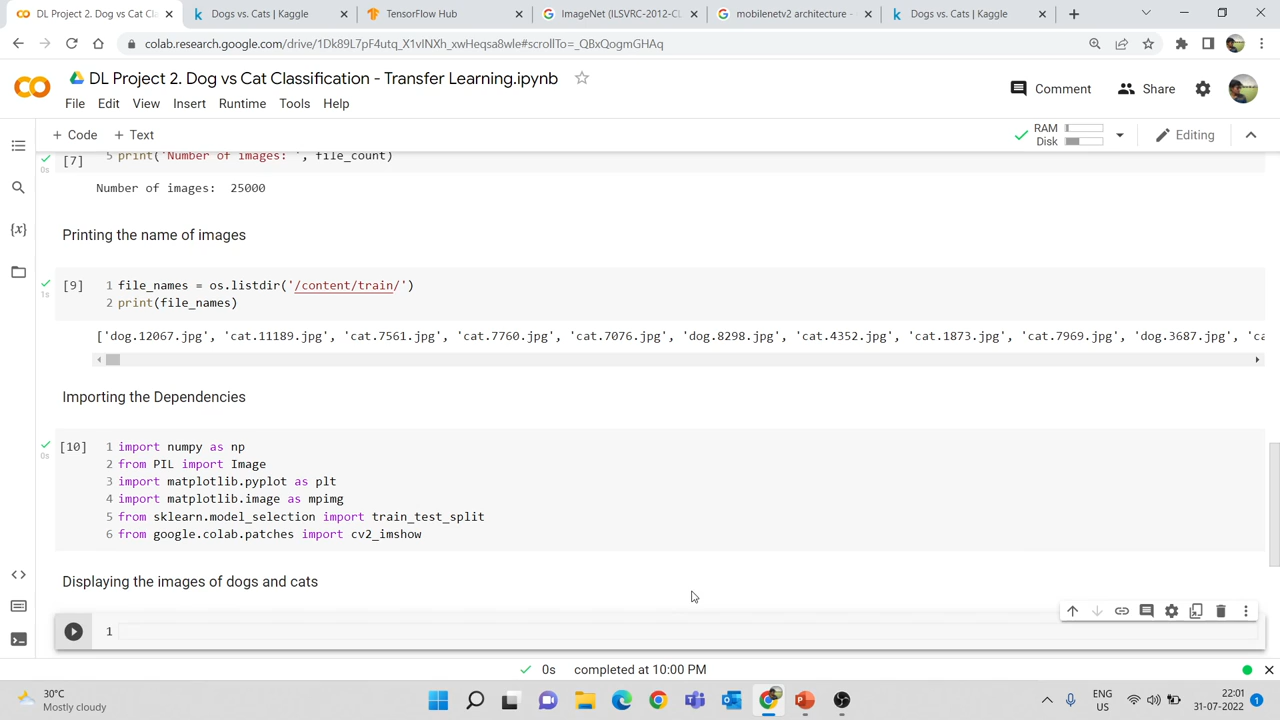 DL Project 2. Dog vs Cat Cl
Dogs vs. Cats | Kaggle
TensorFlow Hub
ImageNet (ILSVRC-2012-CL
mobilenetv2 architecture -
Dogs vs. Cats | Kaggle
colab.research.google.com/drive/1Dk89L7pF4utq_X1vINXh_xwHeqsa8wle#scrollTo=_QBxQogmGHAq
DL Project 2. Dog vs Cat Classification - Transfer Learning.ipynb
Comment
Share
File Edit View Insert Runtime Tools Help
+ Code + Text
RAM
Disk
Editing
[7]
0s
5 print('Number of images: ', file_count)
Number of images:  25000
Printing the name of images
[9]
1s
1 file_names = os.listdir('/content/train/')
2 print(file_names)
['dog.12067.jpg', 'cat.11189.jpg', 'cat.7561.jpg', 'cat.7760.jpg', 'cat.7076.jpg', 'dog.8298.jpg', 'cat.4352.jpg', 'cat.1873.jpg', 'cat.7969.jpg', 'dog.3687.jpg', 'ca
Importing the Dependencies
[10]
0s
1 import numpy as np
2 from PIL import Image
3 import matplotlib.pyplot as plt
4 import matplotlib.image as mpimg
5 from sklearn.model_selection import train_test_split
6 from google.colab.patches import cv2_imshow
Displaying the images of dogs and cats
1
0s completed at 10:00 PM
30°C
Mostly cloudy
ENG
US
22:01
31-07-2022
1